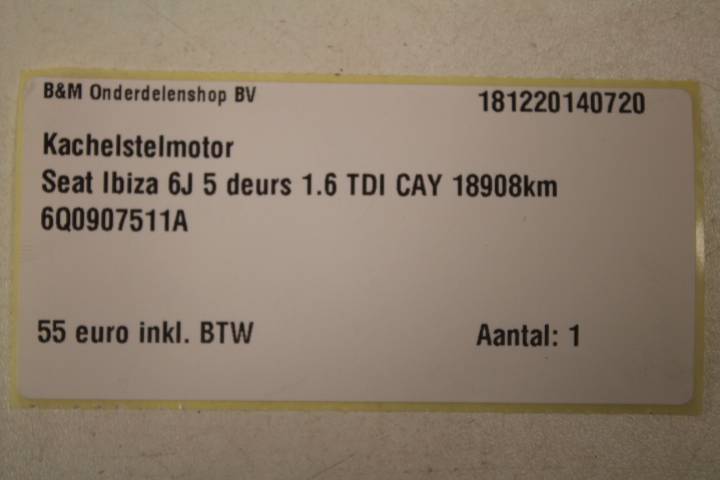 B&M Onderdelenshop BV 181220140720
Kachelstelmotor
Seat Ibiza 6J 5 deurs 1.6 TDI CAY 18908km
6Q0907511A
55 euro inkl. BTW Aantal: 1